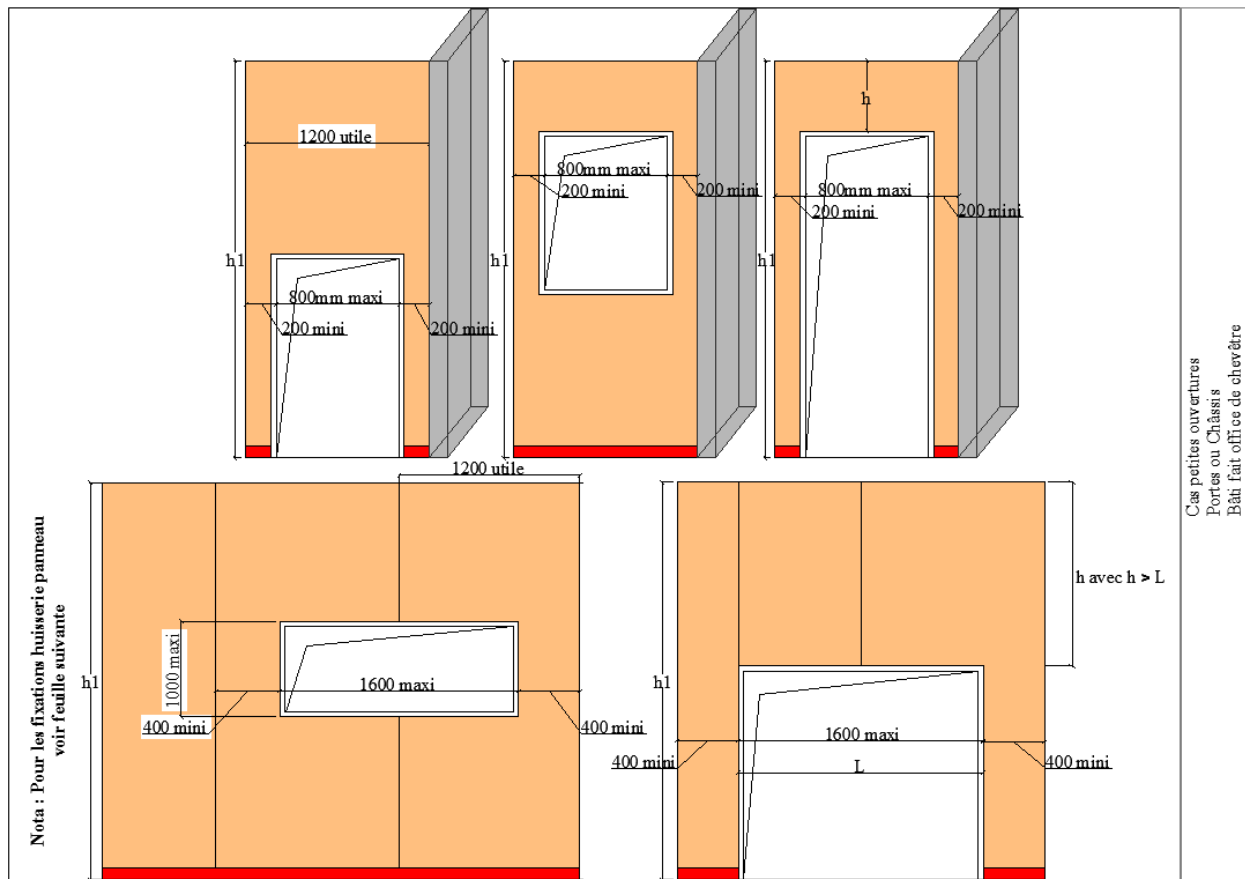 1200 utile
h1
800mm maxi
200 mini
200 mini
h1
800mm maxi
200 mini
200 mini
h
h1
800mm maxi
200 mini
200 mini
1200 utile
h1
1000 maxi
1600 maxi
400 mini
400 mini
h1
h avec h > L
1600 maxi
400 mini
400 mini
L
Nota : Pour les fixations huisserie panneau
voir feuille suivante
Cas petites ouvertures
Portes ou Châssis
Bâti fait office de chevêtre